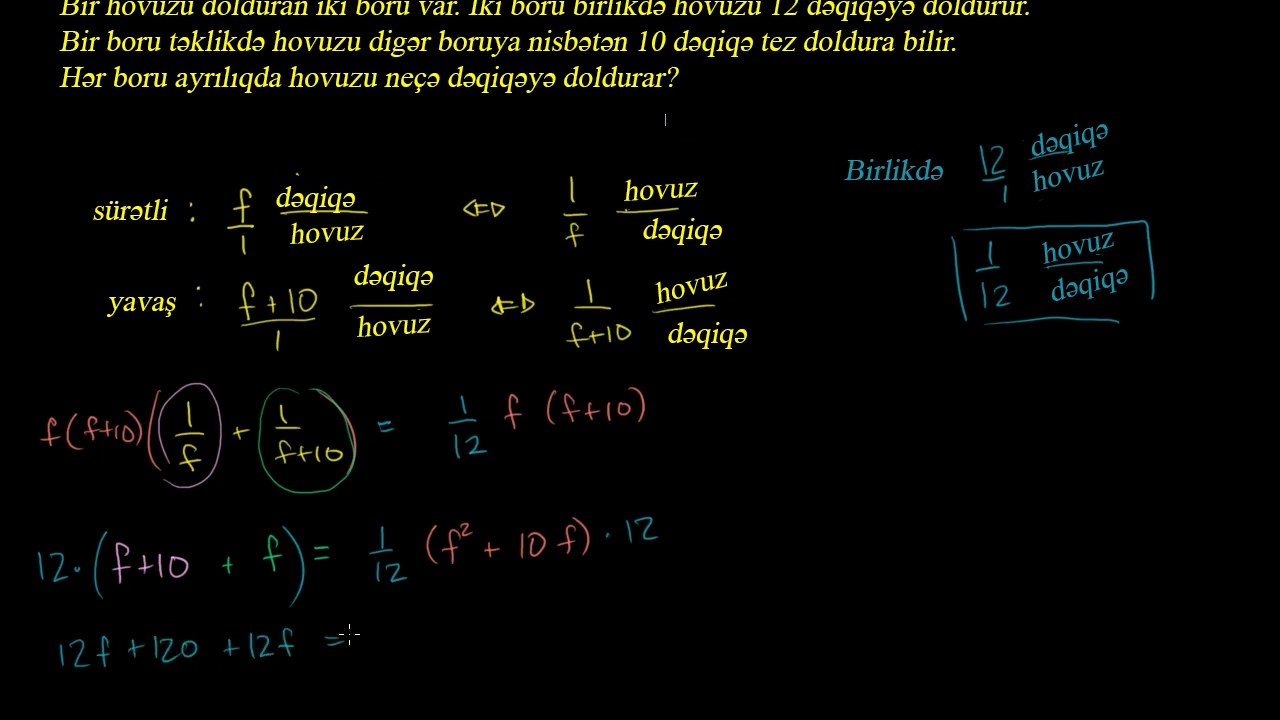 Bir hovuzu dolduran iki boru var. İki boru birlikdə hovuzu 12 dəqiqəyə doldurur.
Bir boru təklikdə hovuzu digər boruya nisbətən 10 dəqiqə tez doldura bilir.
Hər boru ayrılıqda hovuzu neçə dəqiqəyə doldurar?
Birlikdə 12/1 dəqiqə/hovuz
sürətli : f/1 dəqiqə/hovuz ⇔ 1/f hovuz/dəqiqə
1/12 hovuz/dəqiqə
yavaş : f+10/1 dəqiqə/hovuz ⇔ 1/f+10 hovuz/dəqiqə
f(f+10)(1/f + 1/f+10) = 1/12 f (f+10)
12·(f+10 + f) = 1/12 (f² + 10f)·12
12f +120 +12f =